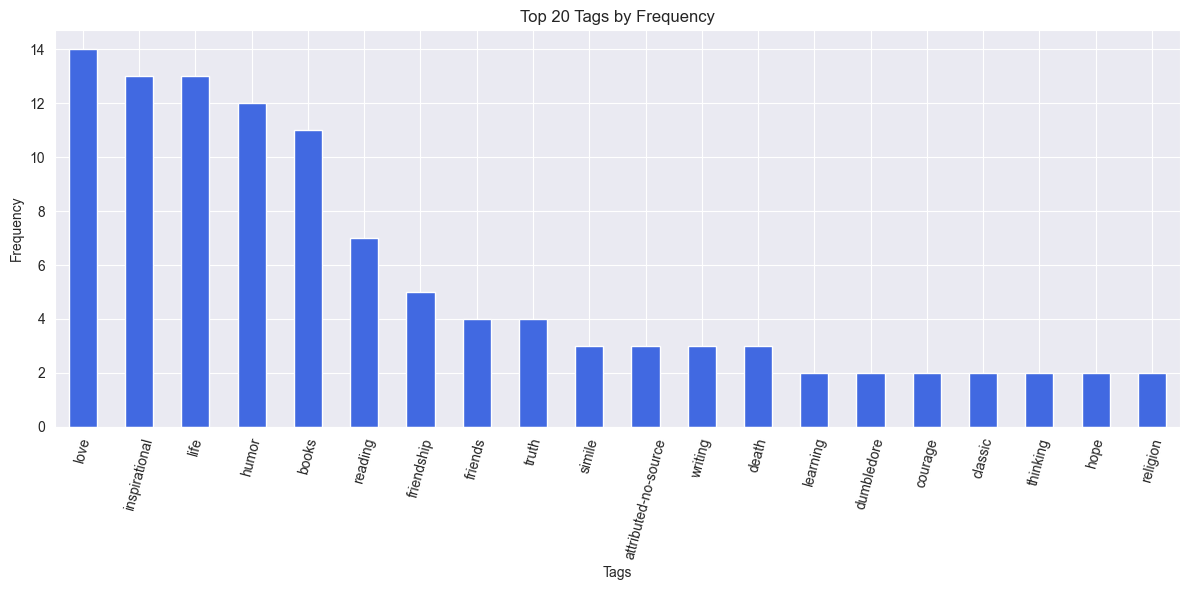 Top 20 Tags by Frequency
Frequency
14
12
10
8
6
4
2
0
love
inspirational
life
humor
books
reading
friendship
friends
truth
simile
attributed-no-source
writing
death
learning
dumbledore
courage
classic
thinking
hope
religion
Tags